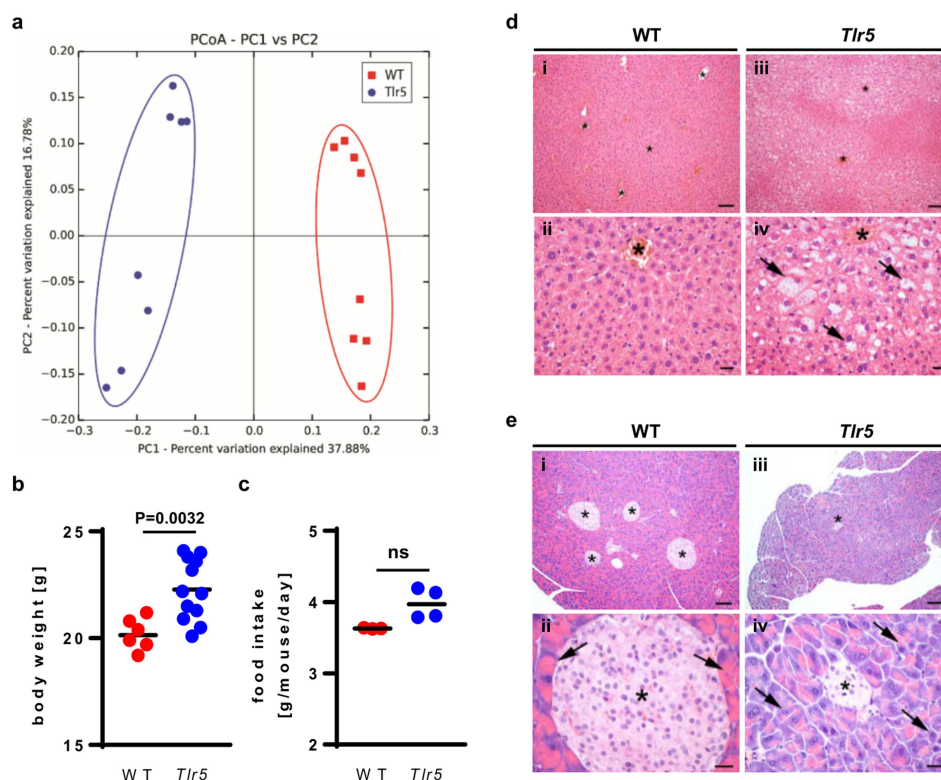 a
PCoA - PC1 vs PC2
PC2 - Percent variation explained 16.78%
0.20
0.15
0.10
0.05
0.00
−0.05
−0.10
−0.15
−0.20
WT
Tlr5
−0.3 −0.2 −0.1 0.0 0.1 0.2 0.3
PC1 - Percent variation explained 37.88%
b
P=0.0032
body weight [g]
25
20
15
WT Tlr5
c
ns
food intake
[g/mouse/day]
5
4
3
2
WT Tlr5
d
WT Tlr5
i iii
* * * * * *
ii iv
* *
e
WT Tlr5
i iii
* * * * *
ii iv
* *